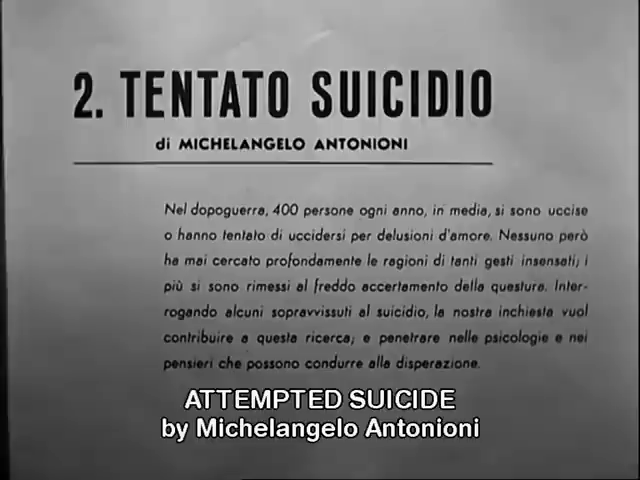 2. TENTATO SUICIDIO
di MICHELANGELO ANTONIONI
Nel dopoguerra, 400 persone ogni anno, in media, si sono uccise
o hanno tentato di uccidersi per delusioni d'amore. Nessuno però
ha mai cercato profondamente le ragioni di tanti gesti insensati; i
più si sono rimessi al freddo accertamento della questura. Inter-
rogando alcuni sopravvissuti al suicidio, la nostra inchiesta vuol
contribuire a questa ricerca; e penetrare nelle psicologie e nei
pensieri che possono condurre alla disperazione.
ATTEMPTED SUICIDE
by Michelangelo Antonioni